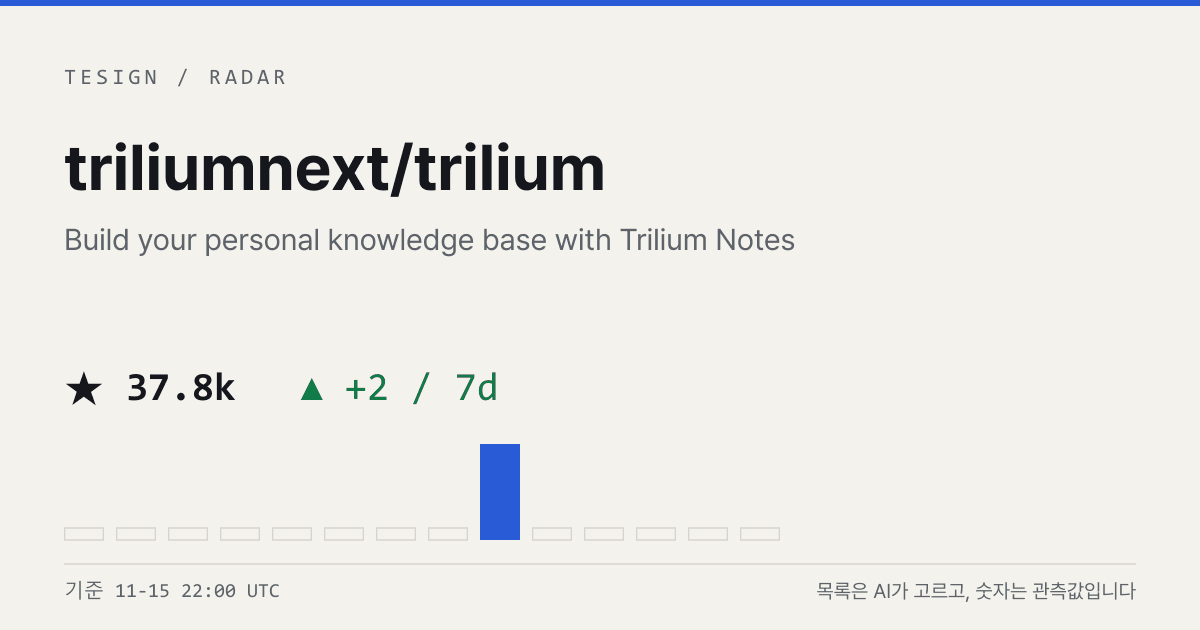 TESIGN / RADAR
triliumnext/trilium
Build your personal knowledge base with Trilium Notes
★ 37.8k ▲ +2 / 7d
기준 11-15 22:00 UTC
목록은 AI가 고르고, 숫자는 관측값입니다